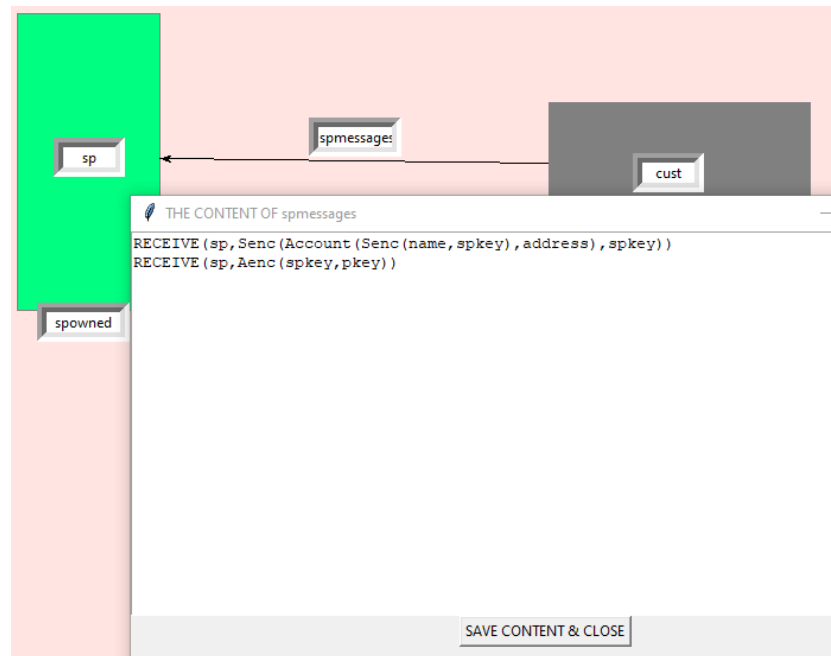 sp
spmessages
cust
THE CONTENT OF spmessages
RECEIVE(sp,Senc(Account(Senc(name,spkey),address),spkey))
RECEIVE(sp,Aenc(spkey,pkey))
spowned
SAVE CONTENT & CLOSE